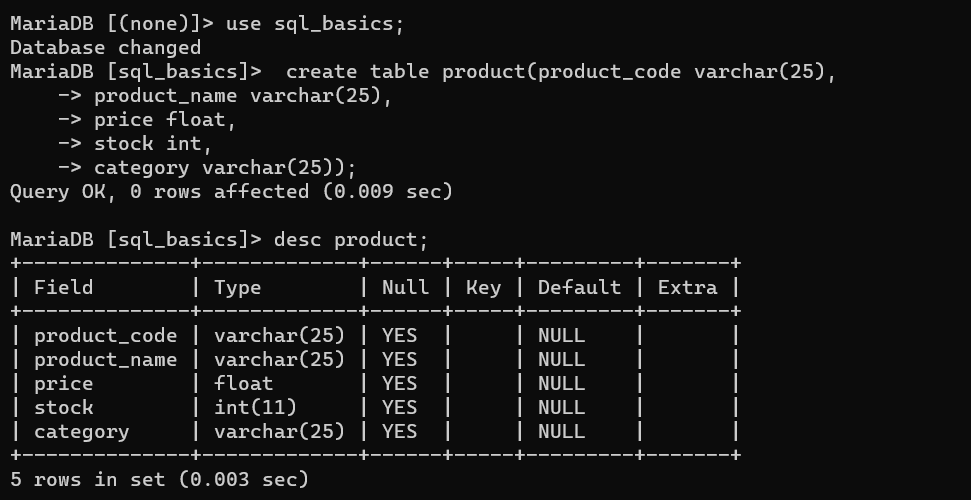 MariaDB [(none)]> use sql_basics;
Database changed
MariaDB [sql_basics]>  create table product(product_code varchar(25),
    -> product_name varchar(25),
    -> price float,
    -> stock int,
    -> category varchar(25));
Query OK, 0 rows affected (0.009 sec)

MariaDB [sql_basics]> desc product;
+--------------+-------------+------+-----+---------+-------+
| Field        | Type        | Null | Key | Default | Extra |
+--------------+-------------+------+-----+---------+-------+
| product_code | varchar(25) | YES  |     | NULL    |       |
| product_name | varchar(25) | YES  |     | NULL    |       |
| price        | float       | YES  |     | NULL    |       |
| stock        | int(11)     | YES  |     | NULL    |       |
| category     | varchar(25) | YES  |     | NULL    |       |
+--------------+-------------+------+-----+---------+-------+
5 rows in set (0.003 sec)